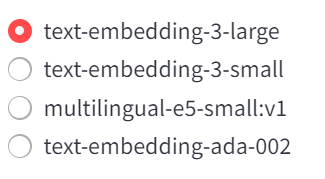 text-embedding-3-large
text-embedding-3-small
multilingual-e5-small:v1
text-embedding-ada-002